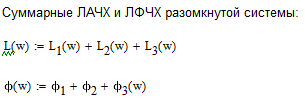 Суммарные ЛАЧХ и ЛФЧХ разомкнутой системы:
L(w) := L₁(w) + L₂(w) + L₃(w)
ϕ(w) := ϕ₁ + ϕ₂ + ϕ₃(w)